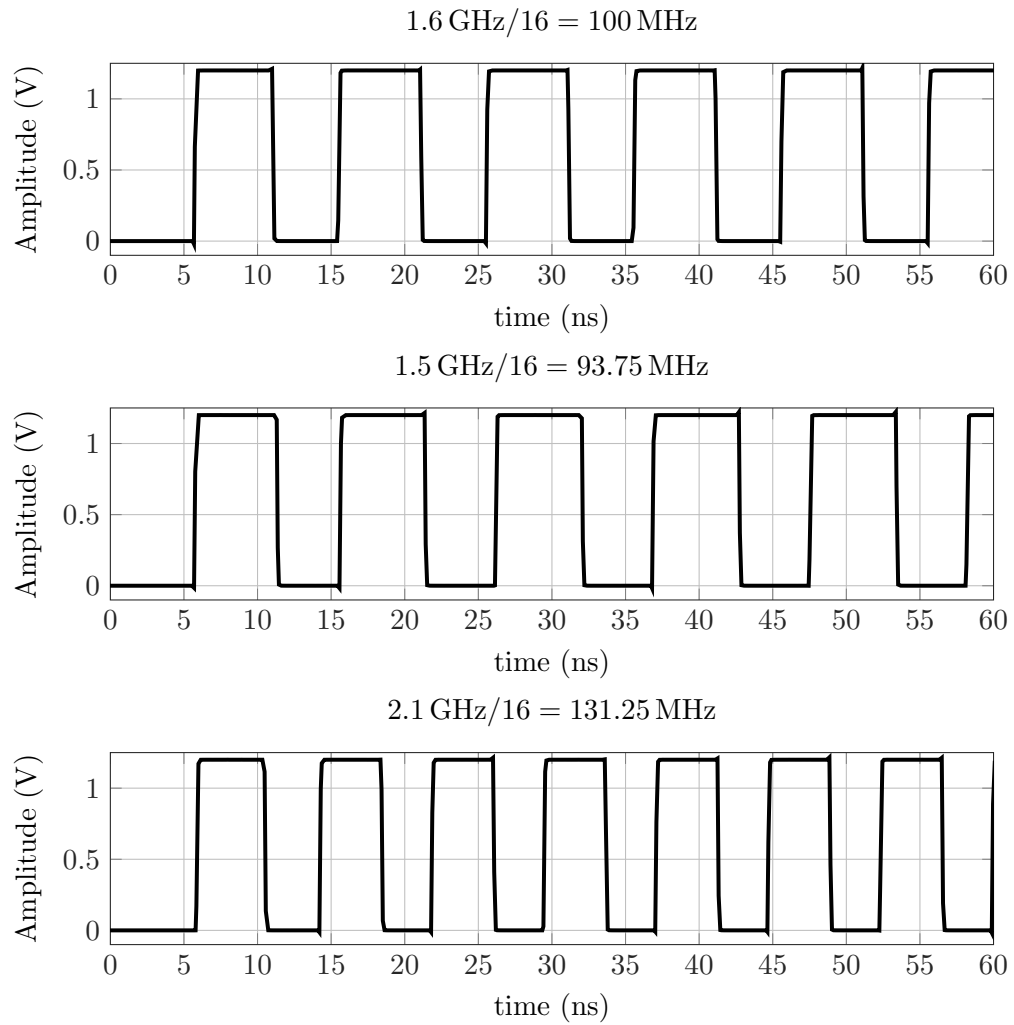 1.6 GHz/16 = 100 MHz
Amplitude (V)
1
0.5
0
0 5 10 15 20 25 30 35 40 45 50 55 60
time (ns)
1.5 GHz/16 = 93.75 MHz
Amplitude (V)
1
0.5
0
0 5 10 15 20 25 30 35 40 45 50 55 60
time (ns)
2.1 GHz/16 = 131.25 MHz
Amplitude (V)
1
0.5
0
0 5 10 15 20 25 30 35 40 45 50 55 60
time (ns)